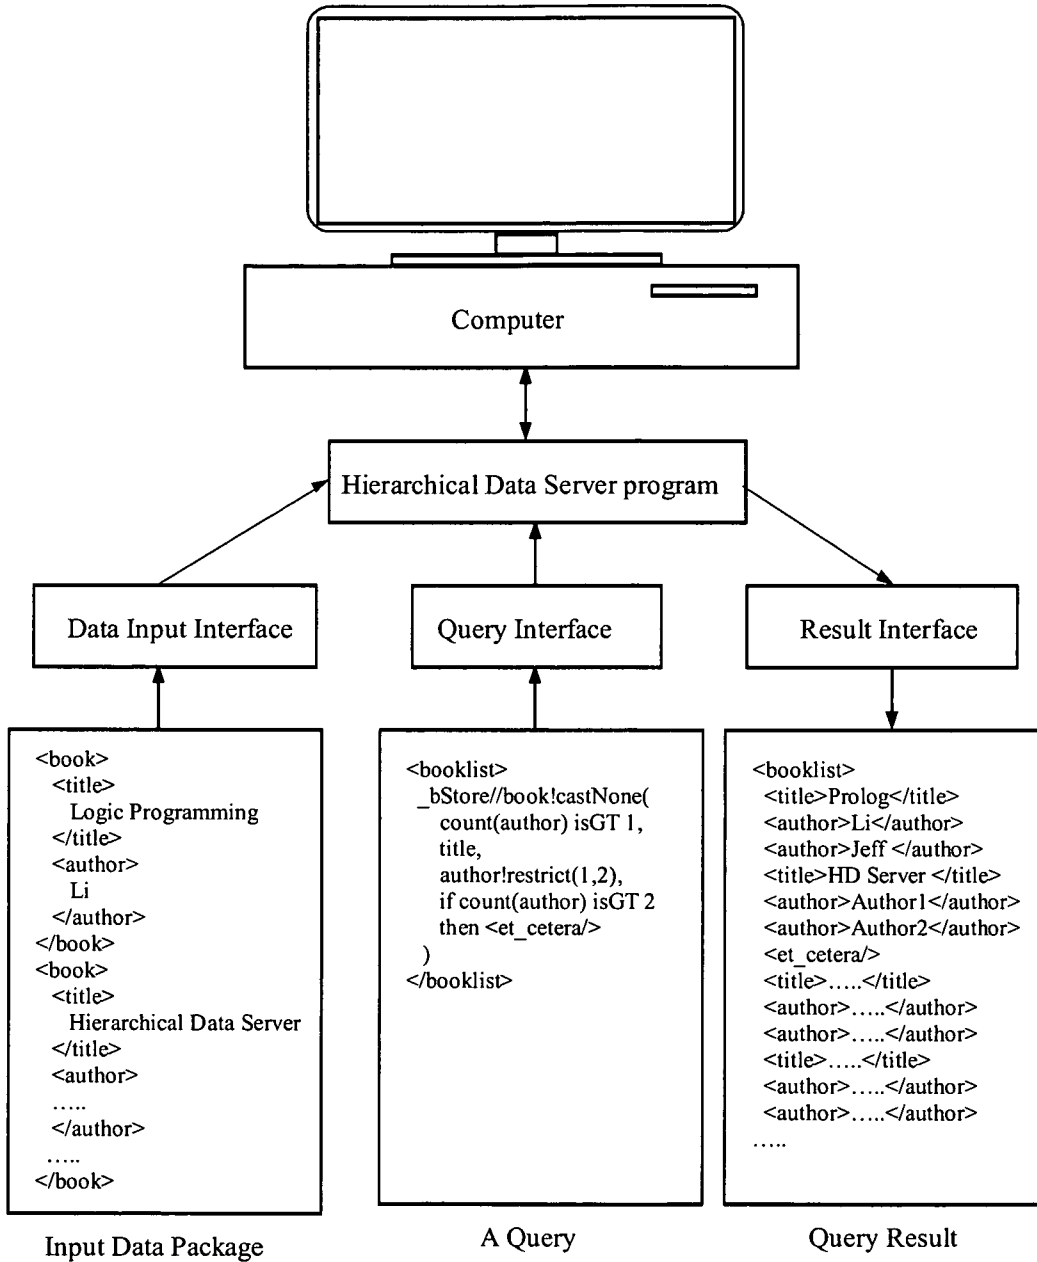 Computer
Hierarchical Data Server program
Data Input Interface
Query Interface
Result Interface
<book>
<title>
Logic Programming
</title>
<author>
Li
</author>
</book>
<book>
<title>
Hierarchical Data Server
</title>
<author>
.....
</author>
.....
</book>
Input Data Package
<booklist>
_bStore//book!castNone(
count(author) isGT 1,
title,
author!restrict(1,2),
if count(author) isGT 2
then <et_cetera/>
)
</booklist>
A Query
<booklist>
<title>Prolog</title>
<author>Li</author>
<author>Jeff </author>
<title>HD Server </title>
<author>Author1</author>
<author>Author2</author>
<et_cetera/>
<title>.....</title>
<author>.....</author>
<author>.....</author>
<title>.....</title>
<author>.....</author>
<author>.....</author>
.....
Query Result